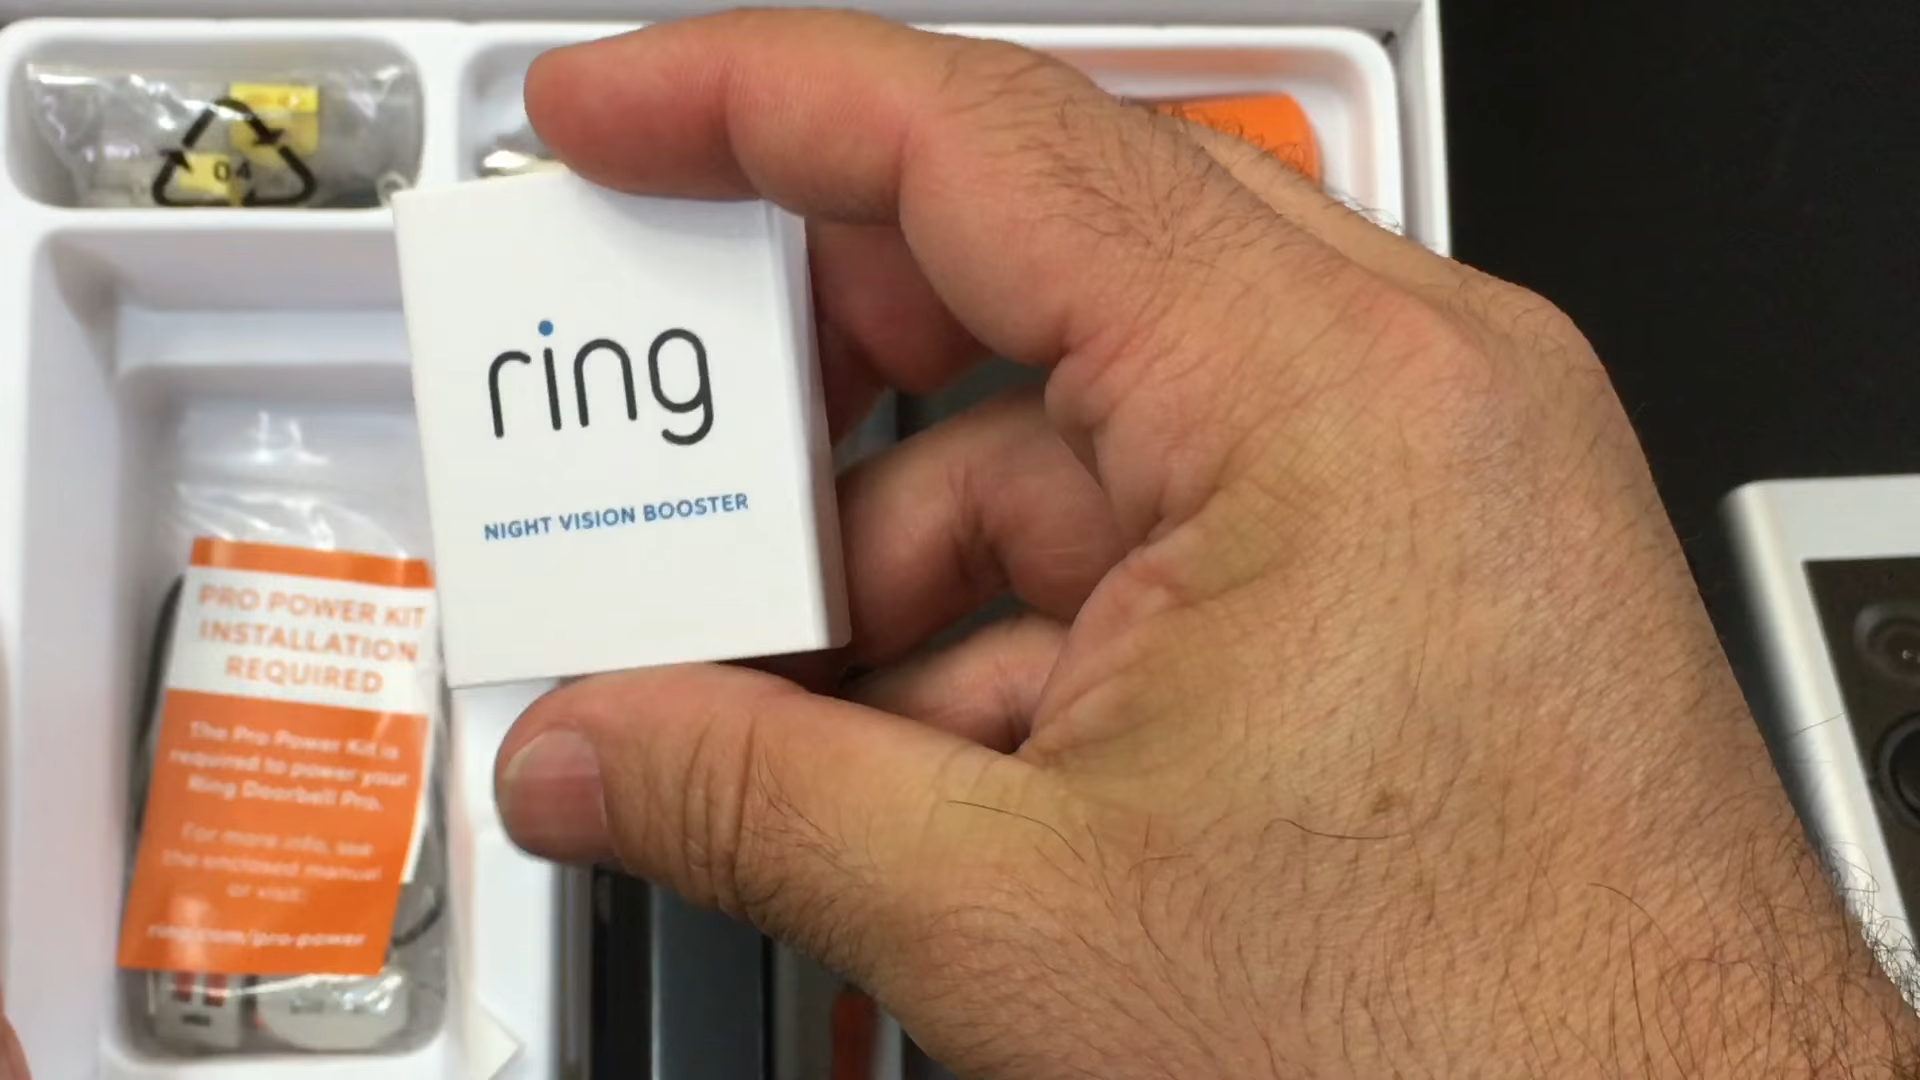 04
ring
NIGHT VISION BOOSTER
PRO POWER KIT
INSTALLATION
REQUIRED
The Pro Power Kit is
required to power your
Ring Doorbell Pro.
For more info, see
the enclosed manual
or visit:
ring.com/pro-power